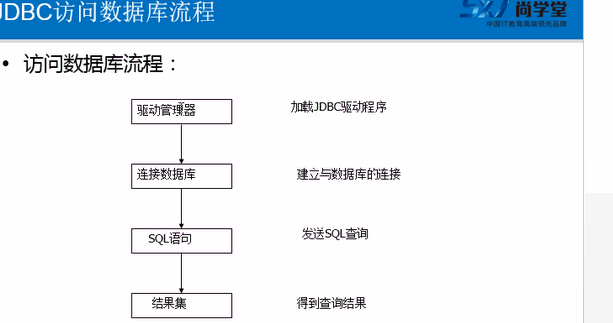 JDBC访问数据库流程
SXT 尚学堂
中国IT教育高端领先品牌
• 访问数据库流程：
驱动管理器 加载JDBC驱动程序
连接数据库 建立与数据库的连接
SQL语句 发送SQL查询
结果集 得到查询结果